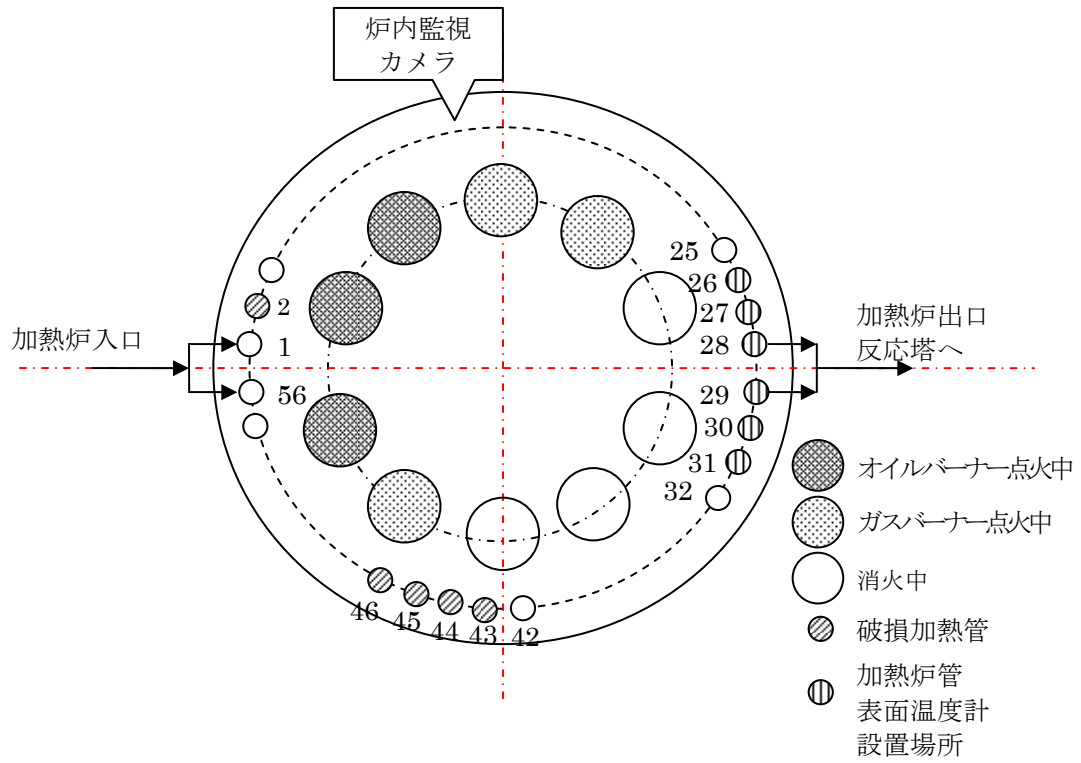 炉内監視
カメラ
加熱炉入口
2
1
56
25
26
27
28
29
30
31
32
加熱炉出口
反応塔へ
46
45
44
43
42
オイルバーナー点火中
ガスバーナー点火中
消火中
破損加熱管
加熱炉管
表面温度計
設置場所